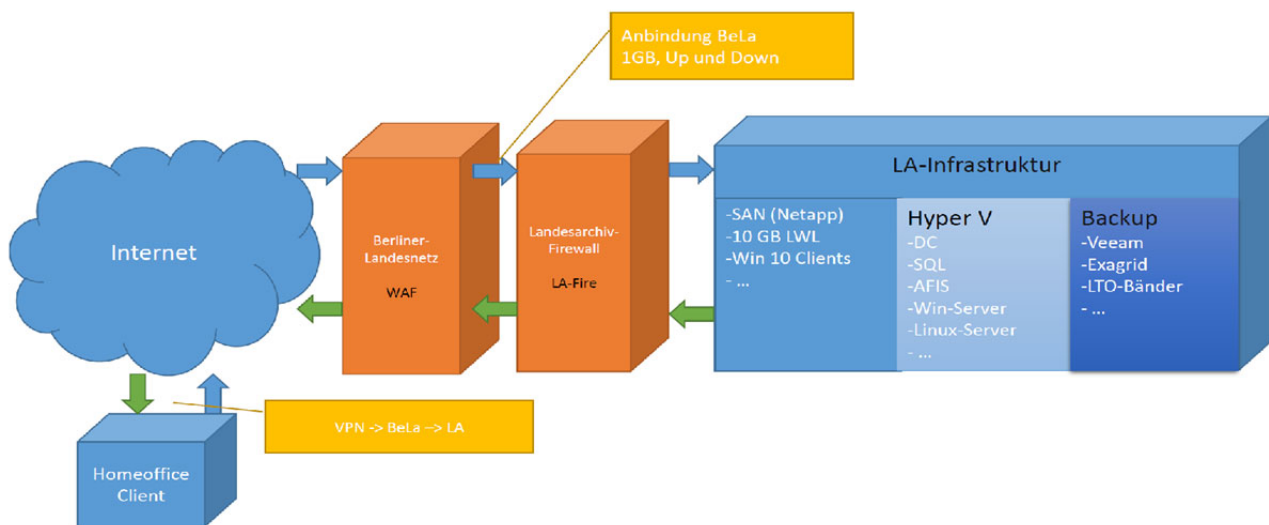 Anbindung BeLa
1GB, Up und Down
Internet
Berliner-
Landesnetz
WAF
Landesarchiv-
Firewall
LA-Fire
LA-Infrastruktur
-SAN (Netapp)
-10 GB LWL
-Win 10 Clients
- ...
Hyper V
-DC
-SQL
-AFIS
-Win-Server
-Linux-Server
- ...
Backup
-Veeam
-Exagrid
-LTO-Bänder
- ...
VPN -> BeLa –> LA
Homeoffice
Client